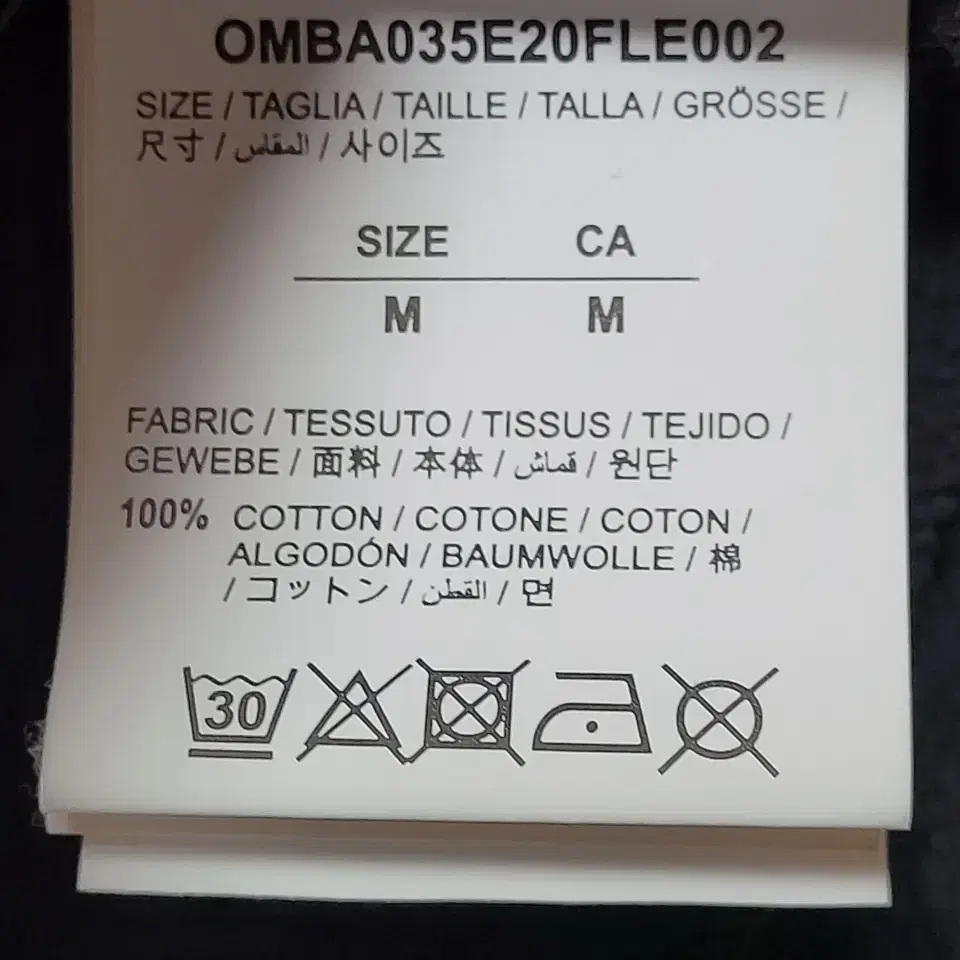 OMBA035E20FLE002
SIZE / TAGLIA / TAILLE / TALLA / GRÖSSE /
尺寸 / المقاس / 사이즈
SIZE CA
M M
FABRIC / TESSUTO / TISSUS / TEJIDO /
GEWEBE / 面料 / 本体 / قماش / 원단
100% COTTON / COTONE / COTON /
ALGODÓN / BAUMWOLLE / 棉
/ コットン / القطن / 면
30